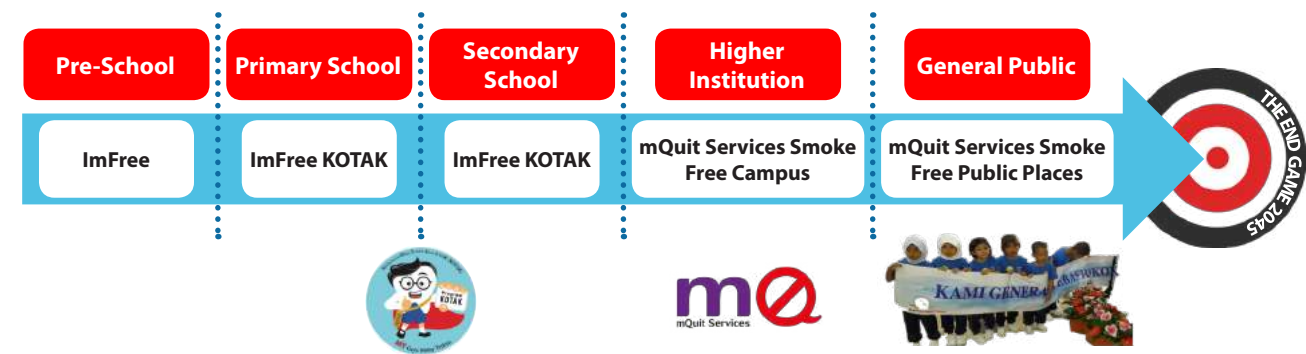 Pre-School
Primary School
Secondary
School
Higher
Institution
General Public
ImFree
ImFree KOTAK
ImFree KOTAK
mQuit Services Smoke
Free Campus
mQuit Services Smoke
Free Public Places
THE END GAME 2045
KOTAK
mQuit Services
KAMI GENERA